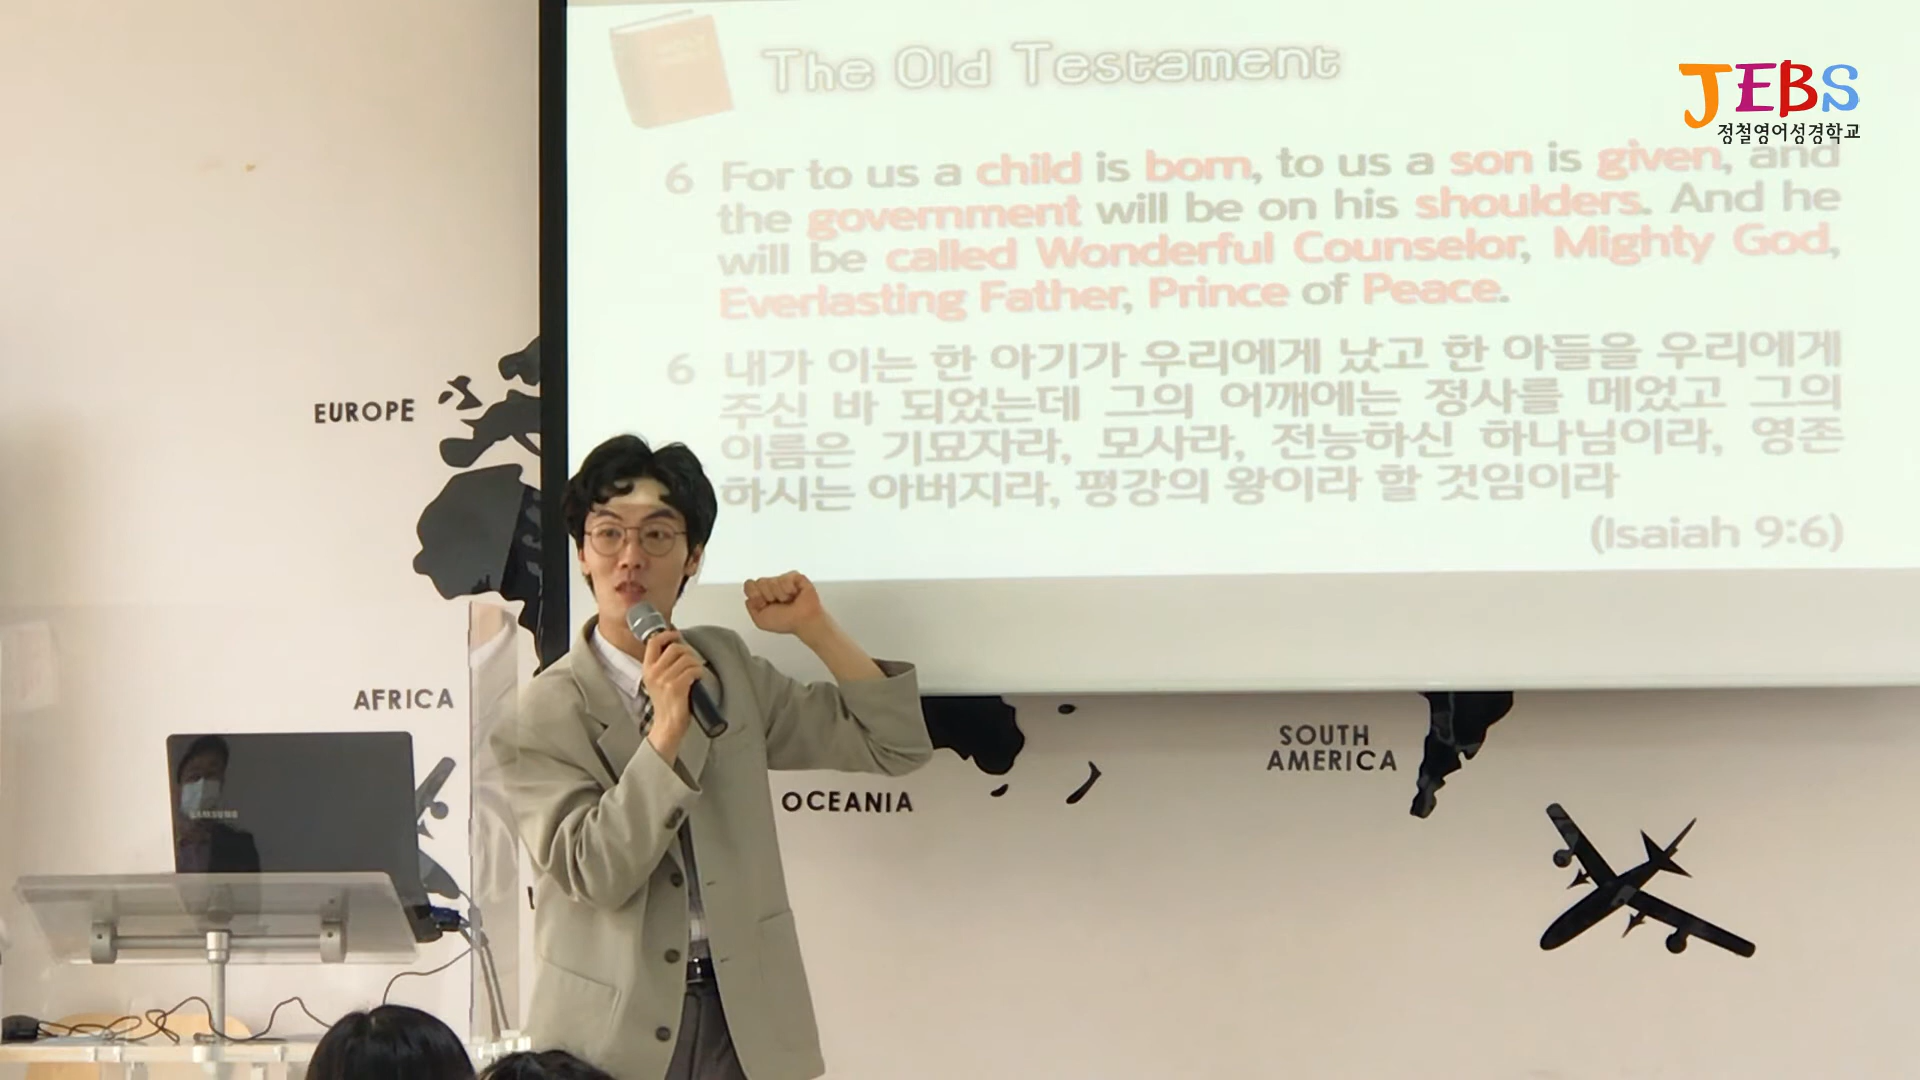 The Old Testament
JEBS
정철영어성경학교
6 For to us a child is born, to us a son is given, and
the government will be on his shoulders. And he
will be called Wonderful Counselor, Mighty God,
Everlasting Father, Prince of Peace.
6 내가 이는 한 아기가 우리에게 났고 한 아들을 우리에게
주신 바 되었는데 그의 어깨에는 정사를 메었고 그의
이름은 기묘자라, 모사라, 전능하신 하나님이라, 영존
하시는 아버지라, 평강의 왕이라 할 것임이라
(Isaiah 9:6)
EUROPE
AFRICA
OCEANIA
SOUTH
AMERICA
SAMSUNG